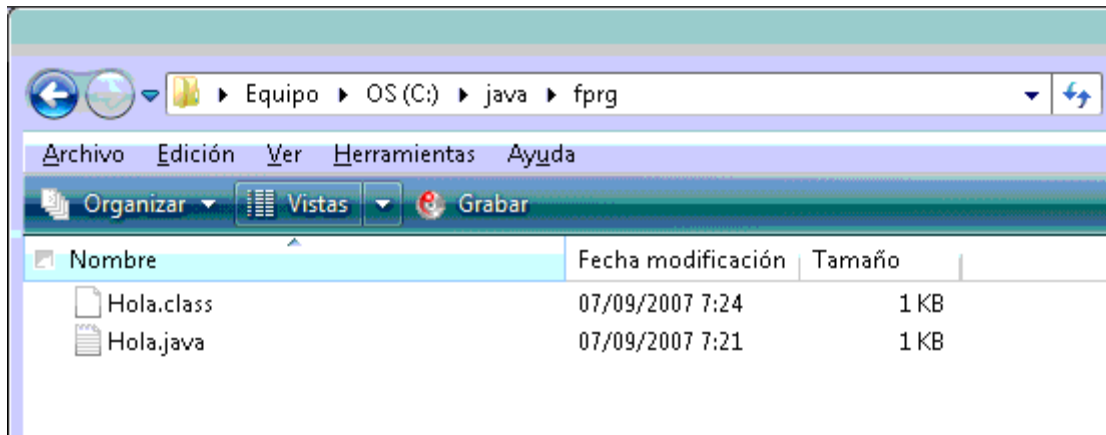 Equipo OS (C:) java fprg
Archivo Edición Ver Herramientas Ayuda
Organizar Vistas Grabar
Nombre Fecha modificación Tamaño
Hola.class 07/09/2007 7:24 1 KB
Hola.java 07/09/2007 7:21 1 KB